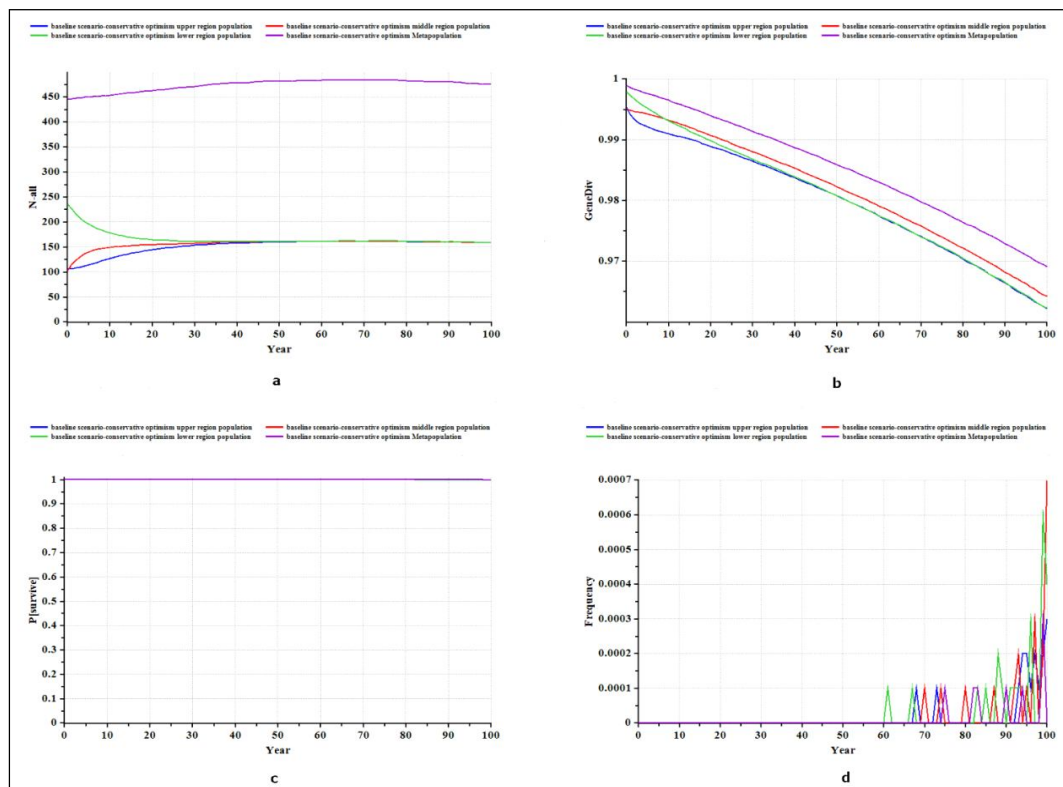 baseline scenario-conservative optimism upper region population baseline scenario-conservative optimism middle region population
baseline scenario-conservative optimism lower region population baseline scenario-conservative optimism Metapopulation
N-all
450
400
350
300
250
200
150
100
50
0
0 10 20 30 40 50 60 70 80 90 100
Year
a
baseline scenario-conservative optimism upper region population baseline scenario-conservative optimism middle region population
baseline scenario-conservative optimism lower region population baseline scenario-conservative optimism Metapopulation
GeneDiv
1
0.99
0.98
0.97
0 10 20 30 40 50 60 70 80 90 100
Year
b
baseline scenario-conservative optimism upper region population baseline scenario-conservative optimism middle region population
baseline scenario-conservative optimism lower region population baseline scenario-conservative optimism Metapopulation
P[survive]
1
0.9
0.8
0.7
0.6
0.5
0.4
0.3
0.2
0.1
0
0 10 20 30 40 50 60 70 80 90 100
Year
c
baseline scenario-conservative optimism upper region population baseline scenario-conservative optimism middle region population
baseline scenario-conservative optimism lower region population baseline scenario-conservative optimism Metapopulation
Frequency
0.0007
0.0006
0.0005
0.0004
0.0003
0.0002
0.0001
0
0 10 20 30 40 50 60 70 80 90 100
Year
d